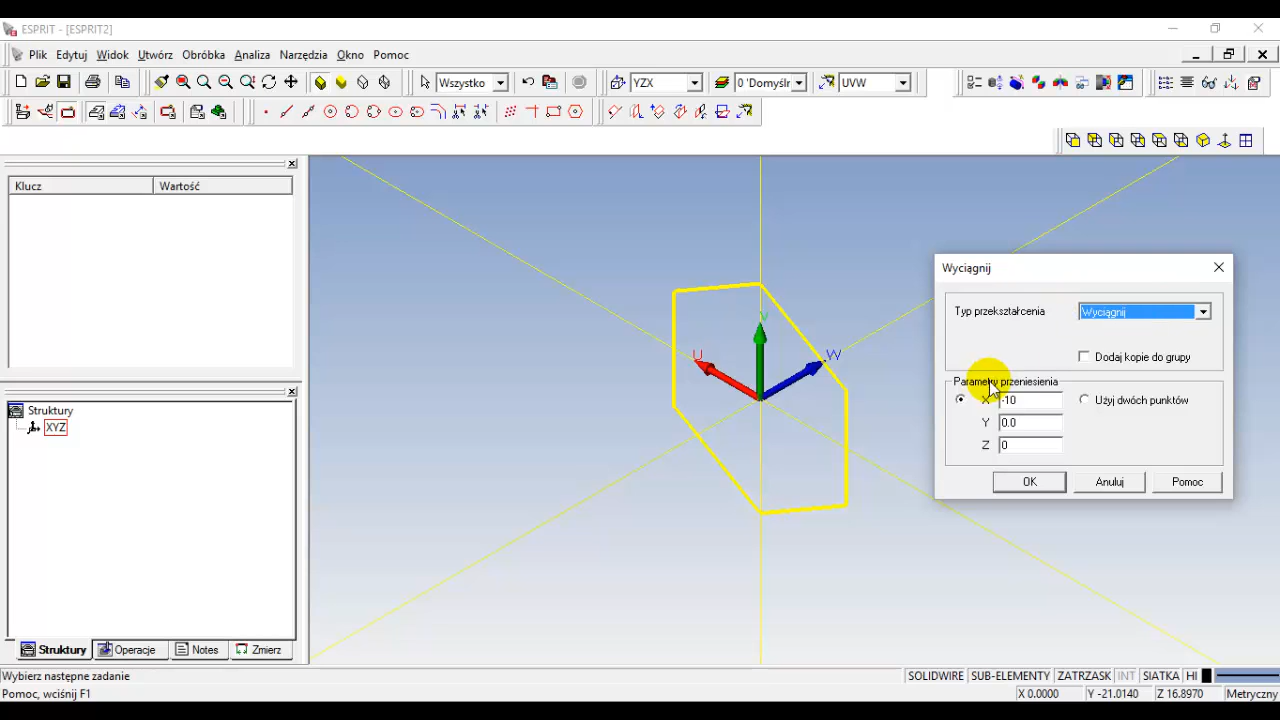 ESPRIT - [ESPRIT2]
Plik Edytuj Widok Utwórz Obróbka Analiza Narzędzia Okno Pomoc
Wszystko YZX 0 'Domyślr UVW
Klucz Wartość
Struktury
XYZ
Struktury Operacje Notes Zmierz
U V W
Wyciągnij
Typ przekształcenia Wyciągnij
Dodaj kopie do grupy
Parametry przeniesienia
X -10 Użyj dwóch punktów
Y 0.0
Z 0
OK Anuluj Pomoc
Wybierz następne zadanie SOLIDWIRE SUB-ELEMENTY ZATRZASK INT SIATKA HI
Pomoc, wciśnij F1 X 0.0000 Y -21.0140 Z 16.8970 Metryczny